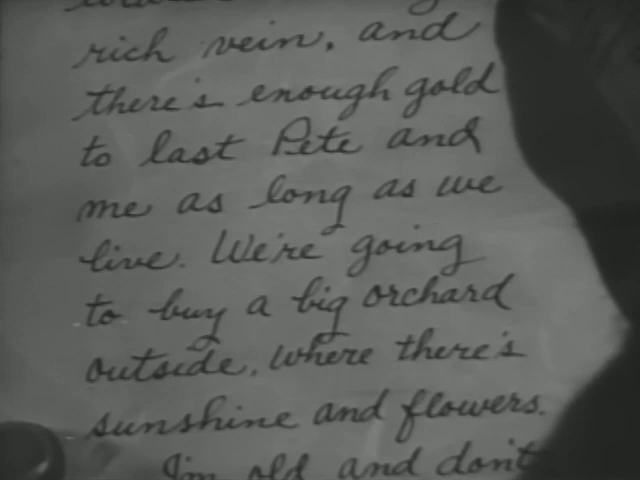 rich vein, and
there's enough gold
to last Pete and
me as long as we
live. We're going
to buy a big orchard
outside, where there's
sunshine and flowers.
I'm old and don't